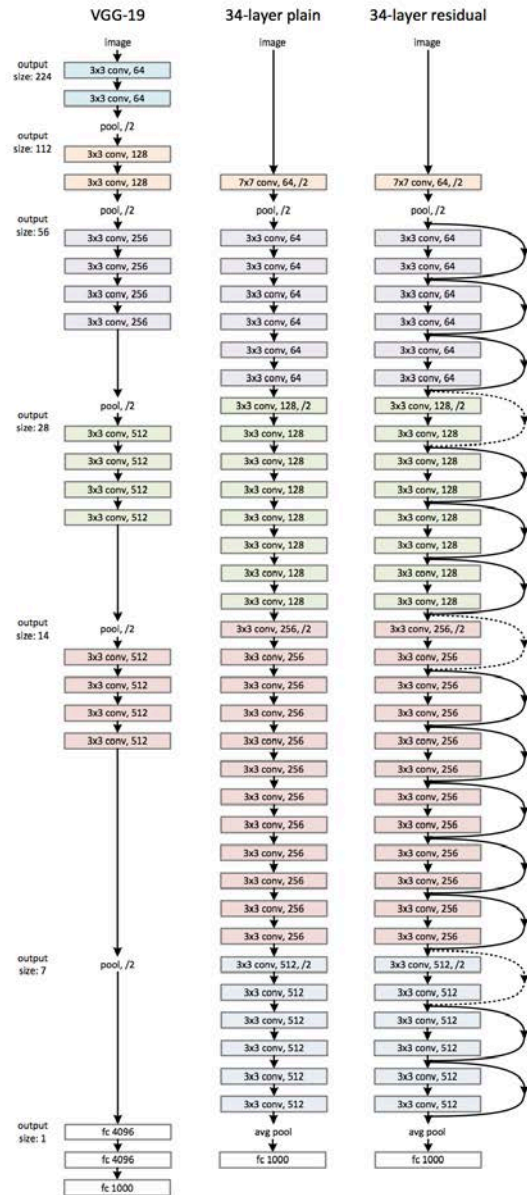 output
size: 224
output
size: 112
output
size: 56
output
size: 28
output
size: 14
output
size: 7
output
size: 1
VGG-19
image
3x3 conv, 64
3x3 conv, 64
pool, /2
3x3 conv, 128
3x3 conv, 128
pool, /2
3x3 conv, 256
3x3 conv, 256
3x3 conv, 256
3x3 conv, 256
pool, /2
3x3 conv, 512
3x3 conv, 512
3x3 conv, 512
3x3 conv, 512
pool, /2
3x3 conv, 512
3x3 conv, 512
3x3 conv, 512
3x3 conv, 512
pool, /2
fc 4096
fc 4096
fc 1000
34-layer plain
image
7x7 conv, 64, /2
pool, /2
3x3 conv, 64
3x3 conv, 64
3x3 conv, 64
3x3 conv, 64
3x3 conv, 64
3x3 conv, 64
3x3 conv, 128, /2
3x3 conv, 128
3x3 conv, 128
3x3 conv, 128
3x3 conv, 128
3x3 conv, 128
3x3 conv, 128
3x3 conv, 128
3x3 conv, 256, /2
3x3 conv, 256
3x3 conv, 256
3x3 conv, 256
3x3 conv, 256
3x3 conv, 256
3x3 conv, 256
3x3 conv, 256
3x3 conv, 256
3x3 conv, 256
3x3 conv, 256
3x3 conv, 256
3x3 conv, 512, /2
3x3 conv, 512
3x3 conv, 512
3x3 conv, 512
3x3 conv, 512
3x3 conv, 512
avg pool
fc 1000
34-layer residual
image
7x7 conv, 64, /2
pool, /2
3x3 conv, 64
3x3 conv, 64
3x3 conv, 64
3x3 conv, 64
3x3 conv, 64
3x3 conv, 64
3x3 conv, 128, /2
3x3 conv, 128
3x3 conv, 128
3x3 conv, 128
3x3 conv, 128
3x3 conv, 128
3x3 conv, 128
3x3 conv, 128
3x3 conv, 256, /2
3x3 conv, 256
3x3 conv, 256
3x3 conv, 256
3x3 conv, 256
3x3 conv, 256
3x3 conv, 256
3x3 conv, 256
3x3 conv, 256
3x3 conv, 256
3x3 conv, 256
3x3 conv, 256
3x3 conv, 512, /2
3x3 conv, 512
3x3 conv, 512
3x3 conv, 512
3x3 conv, 512
3x3 conv, 512
avg pool
fc 1000